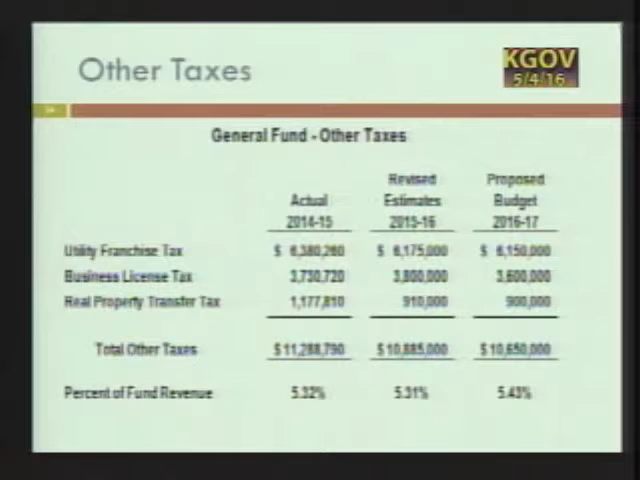 Other Taxes
KGOV
5/4/16
General Fund - Other Taxes
Revised Proposed
Actual Estimates Budget
2014-15 2015-16 2016-17
Utility Franchise Tax $ 6,380,260 $ 6,175,000 $ 6,150,000
Business License Tax 3,730,720 3,800,000 3,600,000
Real Property Transfer Tax 1,177,810 910,000 900,000
Total Other Taxes $11,288,790 $10,885,000 $10,650,000
Percent of Fund Revenue 5.32% 5.31% 5.43%